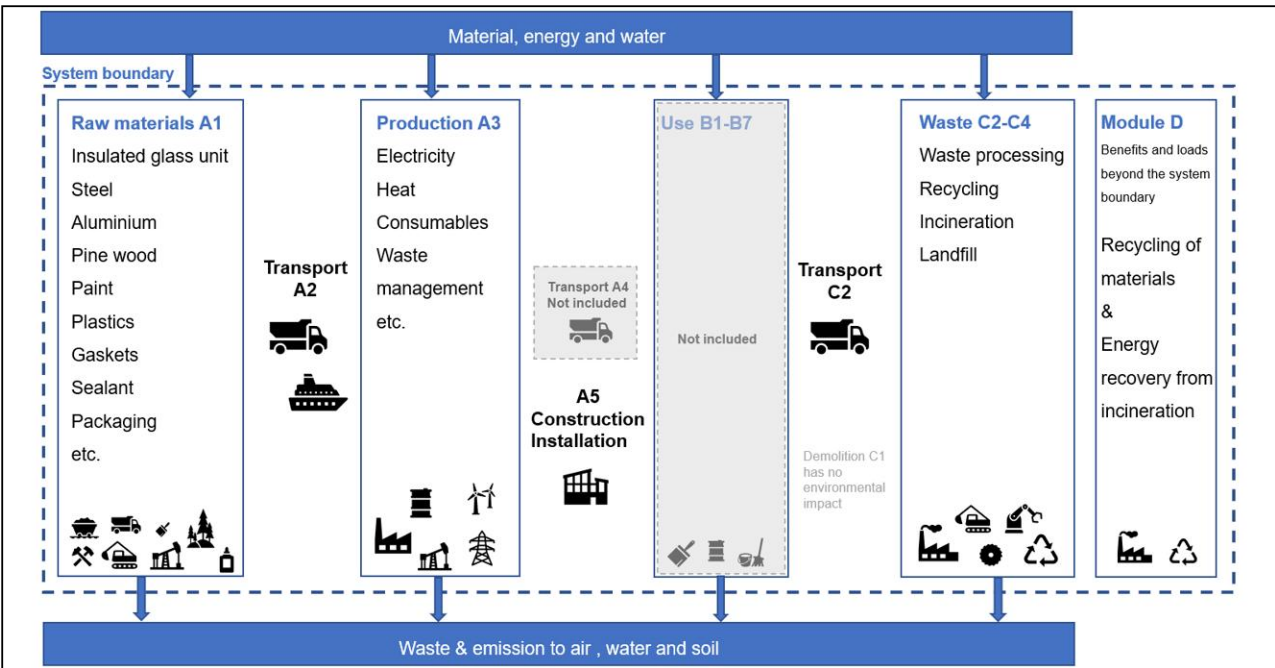 Material, energy and water
System boundary
Raw materials A1
Insulated glass unit
Steel
Aluminium
Pine wood
Paint
Plastics
Gaskets
Sealant
Packaging
etc.
Transport
A2
Production A3
Electricity
Heat
Consumables
Waste
management
etc.
Transport A4
Not included
A5
Construction
Installation
Use B1-B7
Not included
Transport
C2
Demolition C1
has no
environmental
impact
Waste C2-C4
Waste processing
Recycling
Incineration
Landfill
Module D
Benefits and loads
beyond the system
boundary
Recycling of
materials
&
Energy
recovery from
incineration
Waste & emission to air , water and soil